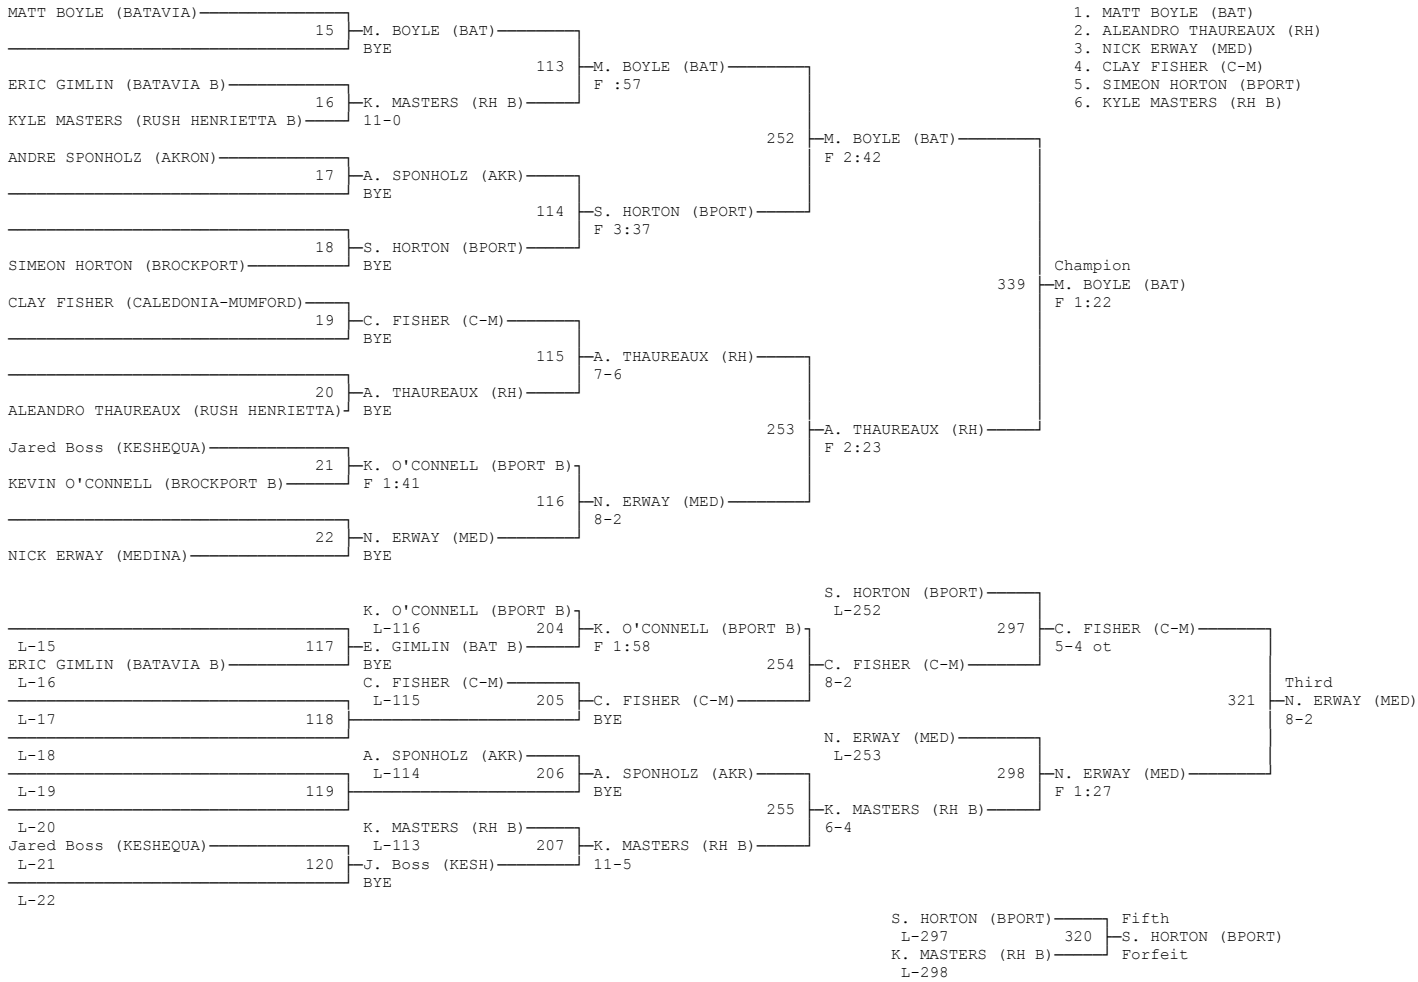 MATT BOYLE (BATAVIA)
15 M. BOYLE (BAT)
BYE
113 M. BOYLE (BAT)
F :57
ERIC GIMLIN (BATAVIA B)
16 K. MASTERS (RH B)
KYLE MASTERS (RUSH HENRIETTA B) 11-0
252 M. BOYLE (BAT)
F 2:42
ANDRE SPONHOLZ (AKRON)
17 A. SPONHOLZ (AKR)
BYE
114 S. HORTON (BPORT)
F 3:37
18 S. HORTON (BPORT)
SIMEON HORTON (BROCKPORT) BYE
Champion
339 M. BOYLE (BAT)
F 1:22
CLAY FISHER (CALEDONIA-MUMFORD)
19 C. FISHER (C-M)
BYE
115 A. THAUREAUX (RH)
7-6
20 A. THAUREAUX (RH)
ALEANDRO THAUREAUX (RUSH HENRIETTA) BYE
253 A. THAUREAUX (RH)
F 2:23
Jared Boss (KESHEQUA)
21 K. O'CONNELL (BPORT B)
KEVIN O'CONNELL (BROCKPORT B) F 1:41
116 N. ERWAY (MED)
8-2
22 N. ERWAY (MED)
NICK ERWAY (MEDINA) BYE
1. MATT BOYLE (BAT)
2. ALEANDRO THAUREAUX (RH)
3. NICK ERWAY (MED)
4. CLAY FISHER (C-M)
5. SIMEON HORTON (BPORT)
6. KYLE MASTERS (RH B)
S. HORTON (BPORT)
K. O'CONNELL (BPORT B) L-252
L-116 204 K. O'CONNELL (BPORT B) 297 C. FISHER (C-M)
L-15 117 E. GIMLIN (BAT B) F 1:58 5-4 ot
ERIC GIMLIN (BATAVIA B) BYE 254 C. FISHER (C-M)
L-16 C. FISHER (C-M) 8-2 Third
L-115 205 C. FISHER (C-M) 321 N. ERWAY (MED)
L-17 118 BYE 8-2
N. ERWAY (MED)
L-18 A. SPONHOLZ (AKR) L-253
L-114 206 A. SPONHOLZ (AKR) 298 N. ERWAY (MED)
L-19 119 BYE F 1:27
255 K. MASTERS (RH B)
L-20 K. MASTERS (RH B) 6-4
Jared Boss (KESHEQUA) L-113 207 K. MASTERS (RH B)
L-21 120 J. Boss (KESH) 11-5
BYE
L-22
S. HORTON (BPORT) Fifth
L-297 320 S. HORTON (BPORT)
K. MASTERS (RH B) Forfeit
L-298